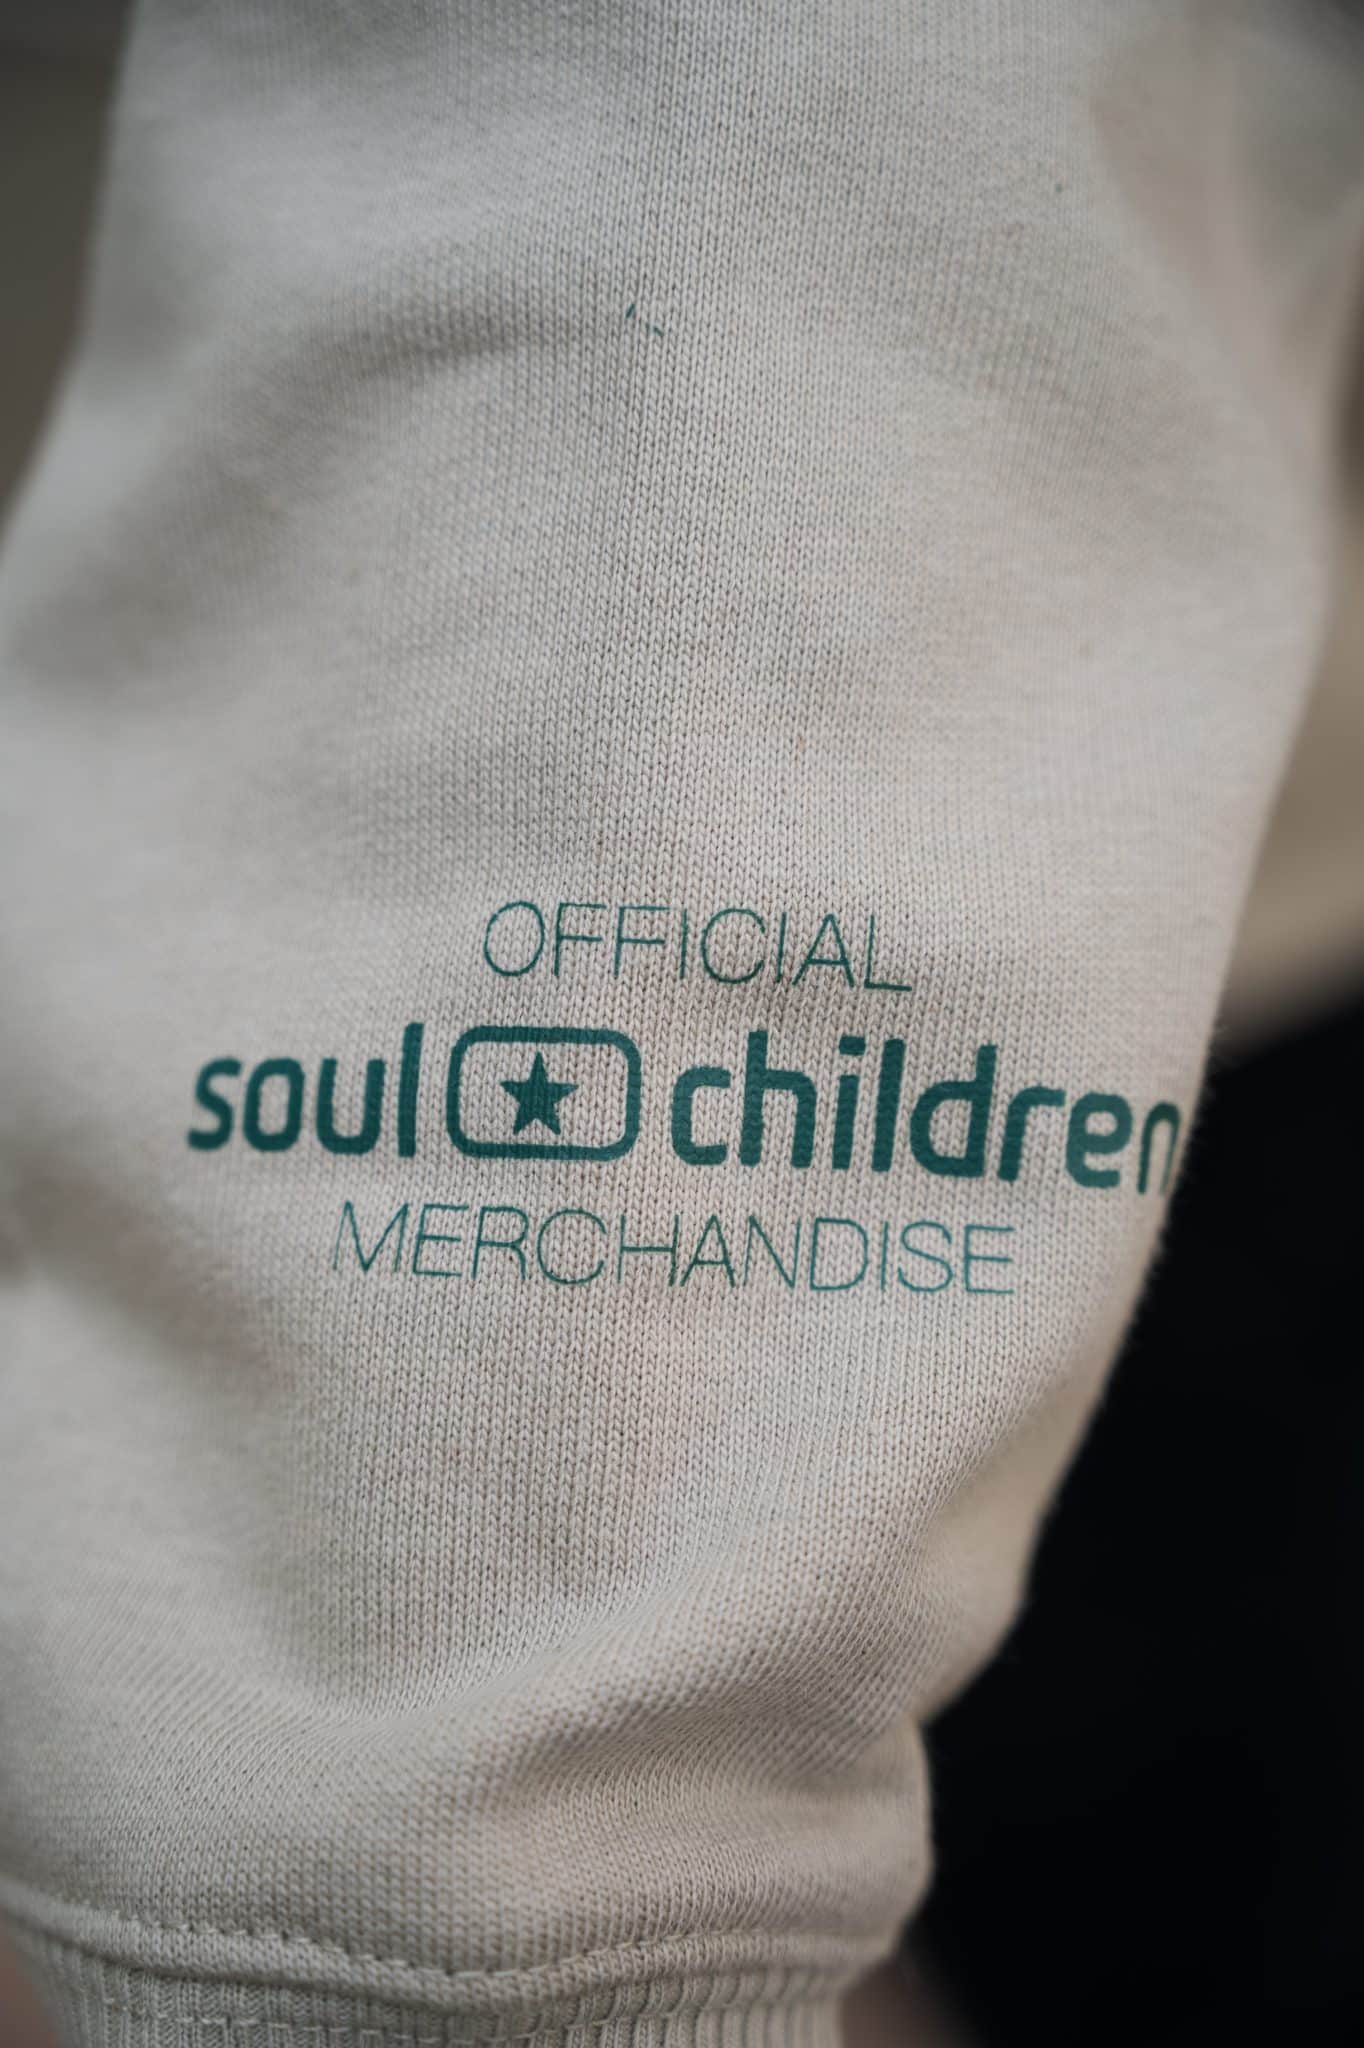 OFFICIAL
soul children
MERCHANDISE